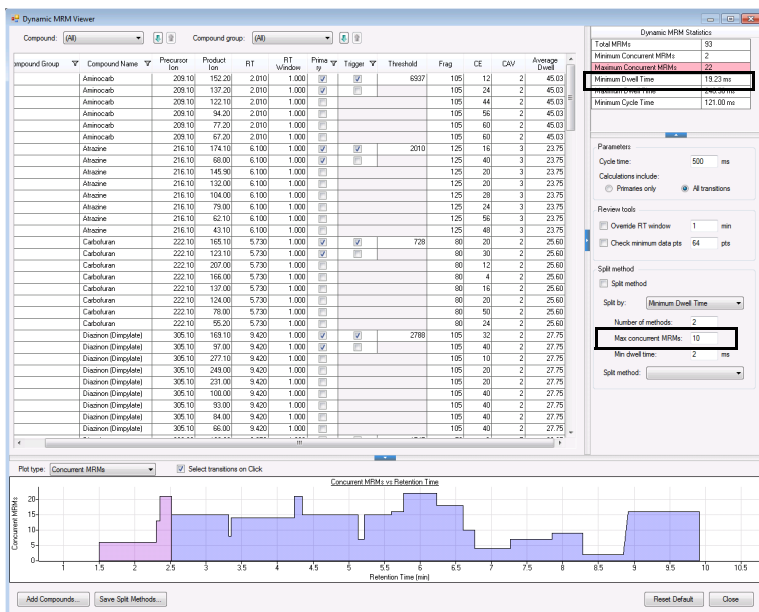 Dynamic MRM Viewer
Compound: (All) Compound group: (All)
ompound Group Compound Name Precursor Ion Product Ion RT RT Window Prima ry Trigger Threshold Frag CE CAV Average Dwell
Aminocarb 209.10 152.20 2.010 1.000 6937 105 12 2 45.03
Aminocarb 209.10 137.20 2.010 1.000 105 24 2 45.03
Aminocarb 209.10 122.10 2.010 1.000 105 44 2 45.03
Aminocarb 209.10 94.20 2.010 1.000 105 56 2 45.03
Aminocarb 209.10 77.20 2.010 1.000 105 60 2 45.03
Aminocarb 209.10 67.20 2.010 1.000 105 60 2 45.03
Atrazine 216.10 174.10 6.100 1.000 2010 125 16 3 23.75
Atrazine 216.10 68.00 6.100 1.000 125 40 3 23.75
Atrazine 216.10 145.90 6.100 1.000 125 20 3 23.75
Atrazine 216.10 132.00 6.100 1.000 125 20 3 23.75
Atrazine 216.10 104.00 6.100 1.000 125 28 3 23.75
Atrazine 216.10 79.00 6.100 1.000 125 24 3 23.75
Atrazine 216.10 62.10 6.100 1.000 125 56 3 23.75
Atrazine 216.10 43.10 6.100 1.000 125 48 3 23.75
Carbofuran 222.10 165.10 5.730 1.000 728 80 20 2 25.60
Carbofuran 222.10 123.10 5.730 1.000 80 30 2 25.60
Carbofuran 222.10 207.00 5.730 1.000 80 12 2 25.60
Carbofuran 222.10 166.00 5.730 1.000 80 4 2 25.60
Carbofuran 222.10 137.00 5.730 1.000 80 16 2 25.60
Carbofuran 222.10 124.00 5.730 1.000 80 20 2 25.60
Carbofuran 222.10 78.00 5.730 1.000 80 50 2 25.60
Carbofuran 222.10 55.20 5.730 1.000 80 24 2 25.60
Diazinon (Dimpylate) 305.10 169.10 9.420 1.000 2788 105 32 2 27.75
Diazinon (Dimpylate) 305.10 97.00 9.420 1.000 105 40 2 27.75
Diazinon (Dimpylate) 305.10 277.10 9.420 1.000 105 10 2 27.75
Diazinon (Dimpylate) 305.10 249.00 9.420 1.000 105 20 2 27.75
Diazinon (Dimpylate) 305.10 231.00 9.420 1.000 105 20 2 27.75
Diazinon (Dimpylate) 305.10 100.00 9.420 1.000 105 40 2 27.75
Diazinon (Dimpylate) 305.10 93.00 9.420 1.000 105 40 2 27.75
Diazinon (Dimpylate) 305.10 84.00 9.420 1.000 105 40 2 27.75
Diazinon (Dimpylate) 305.10 66.00 9.420 1.000 105 40 2 27.75
Dynamic MRM Statistics
Total MRMs 93
Minimum Concurrent MRMs 2
Maximum Concurrent MRMs 22
Minimum Dwell Time 19.23 ms
Maximum Dwell Time
Minimum Cycle Time 121.00 ms
Parameters
Cycle time: 500 ms
Calculations include:
Primaries only All transitions
Review tools
Override RT window 1 min
Check minimum data pts 64 pts
Split method
Split method
Split by: Minimum Dwell Time
Number of methods: 2
Max concurrent MRMs: 10
Min dwell time: 2 ms
Split method:
Plot type: Concurrent MRMs Select transitions on Click
Concurrent MRMs vs Retention Time
Concurrent MRMs
20
15
10
5
0
1 1.5 2 2.5 3 3.5 4 4.5 5 5.5 6 6.5 7 7.5 8 8.5 9 9.5 10 10.5
Retention Time (min)
Add Compounds... Save Split Methods... Reset Default Close